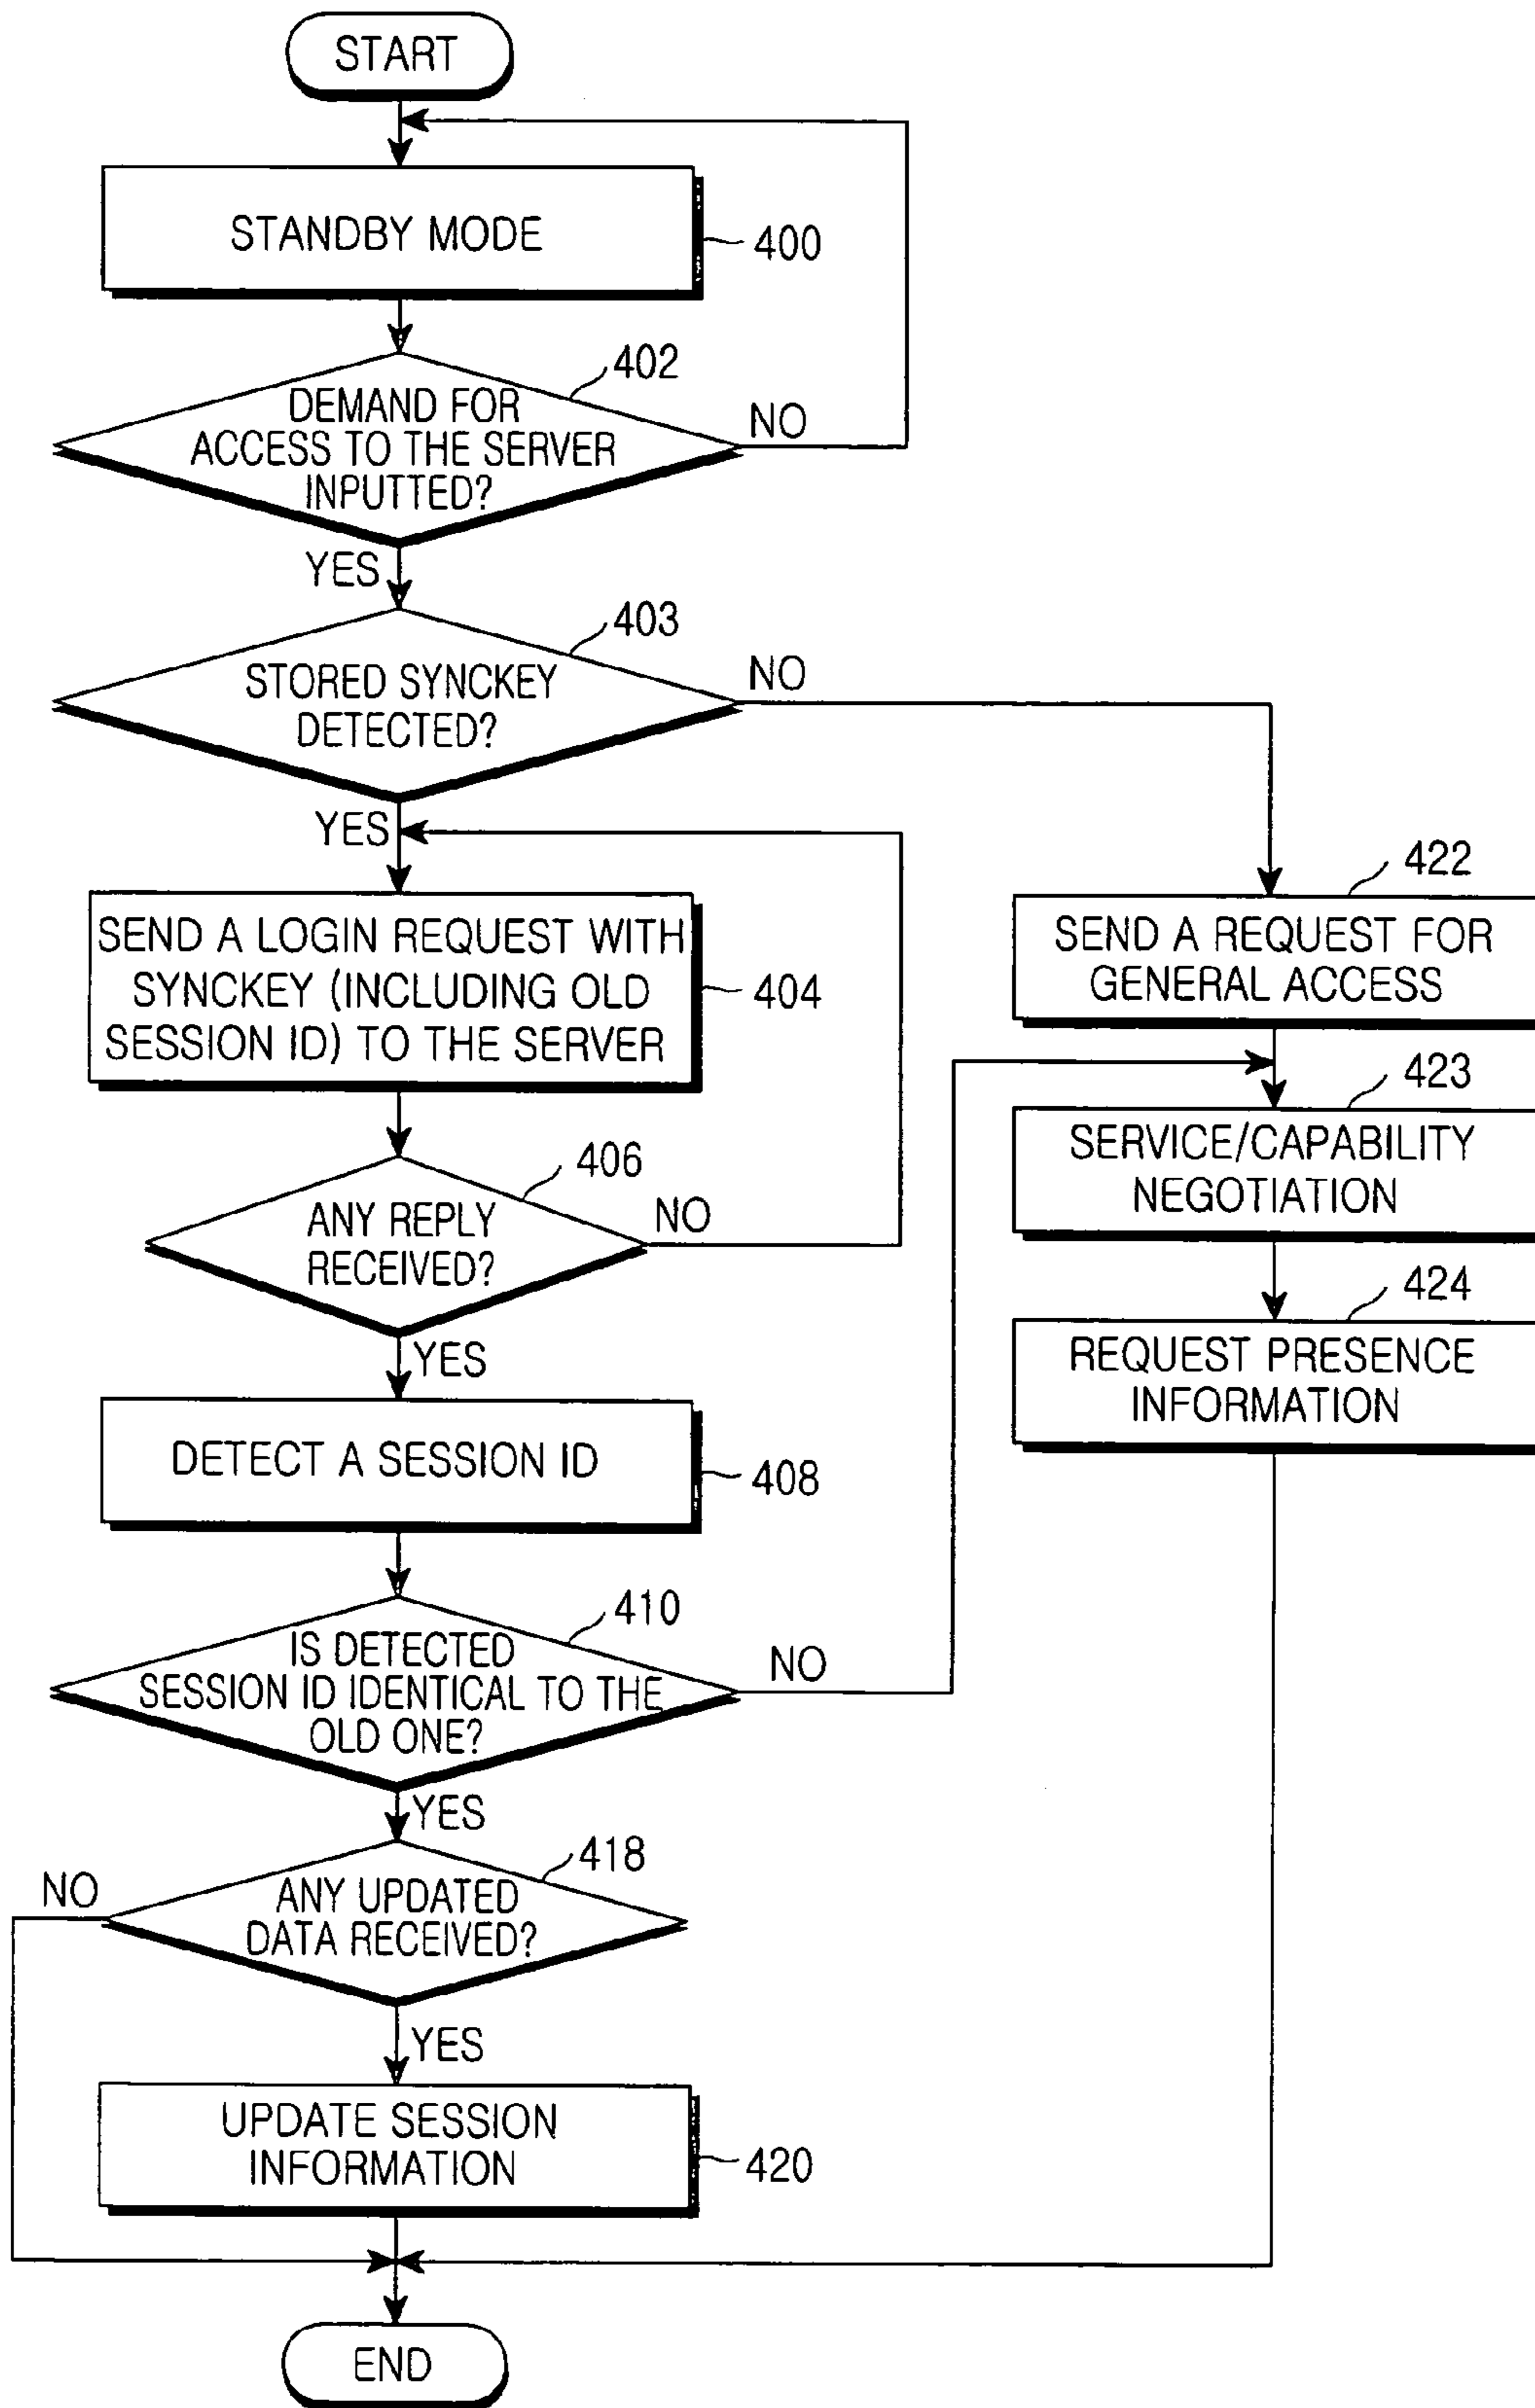 START
STANDBY MODE
400
402
DEMAND FOR
ACCESS TO THE SERVER
INPUTTED?
NO
YES
403
STORED SYNCKEY
DETECTED?
NO
YES
SEND A LOGIN REQUEST WITH
SYNCKEY (INCLUDING OLD
SESSION ID) TO THE SERVER
404
406
ANY REPLY
RECEIVED?
NO
YES
DETECT A SESSION ID
408
410
IS DETECTED
SESSION ID IDENTICAL TO THE
OLD ONE?
NO
YES
418
ANY UPDATED
DATA RECEIVED?
NO
YES
UPDATE SESSION
INFORMATION
420
422
SEND A REQUEST FOR
GENERAL ACCESS
423
SERVICE/CAPABILITY
NEGOTIATION
424
REQUEST PRESENCE
INFORMATION
END